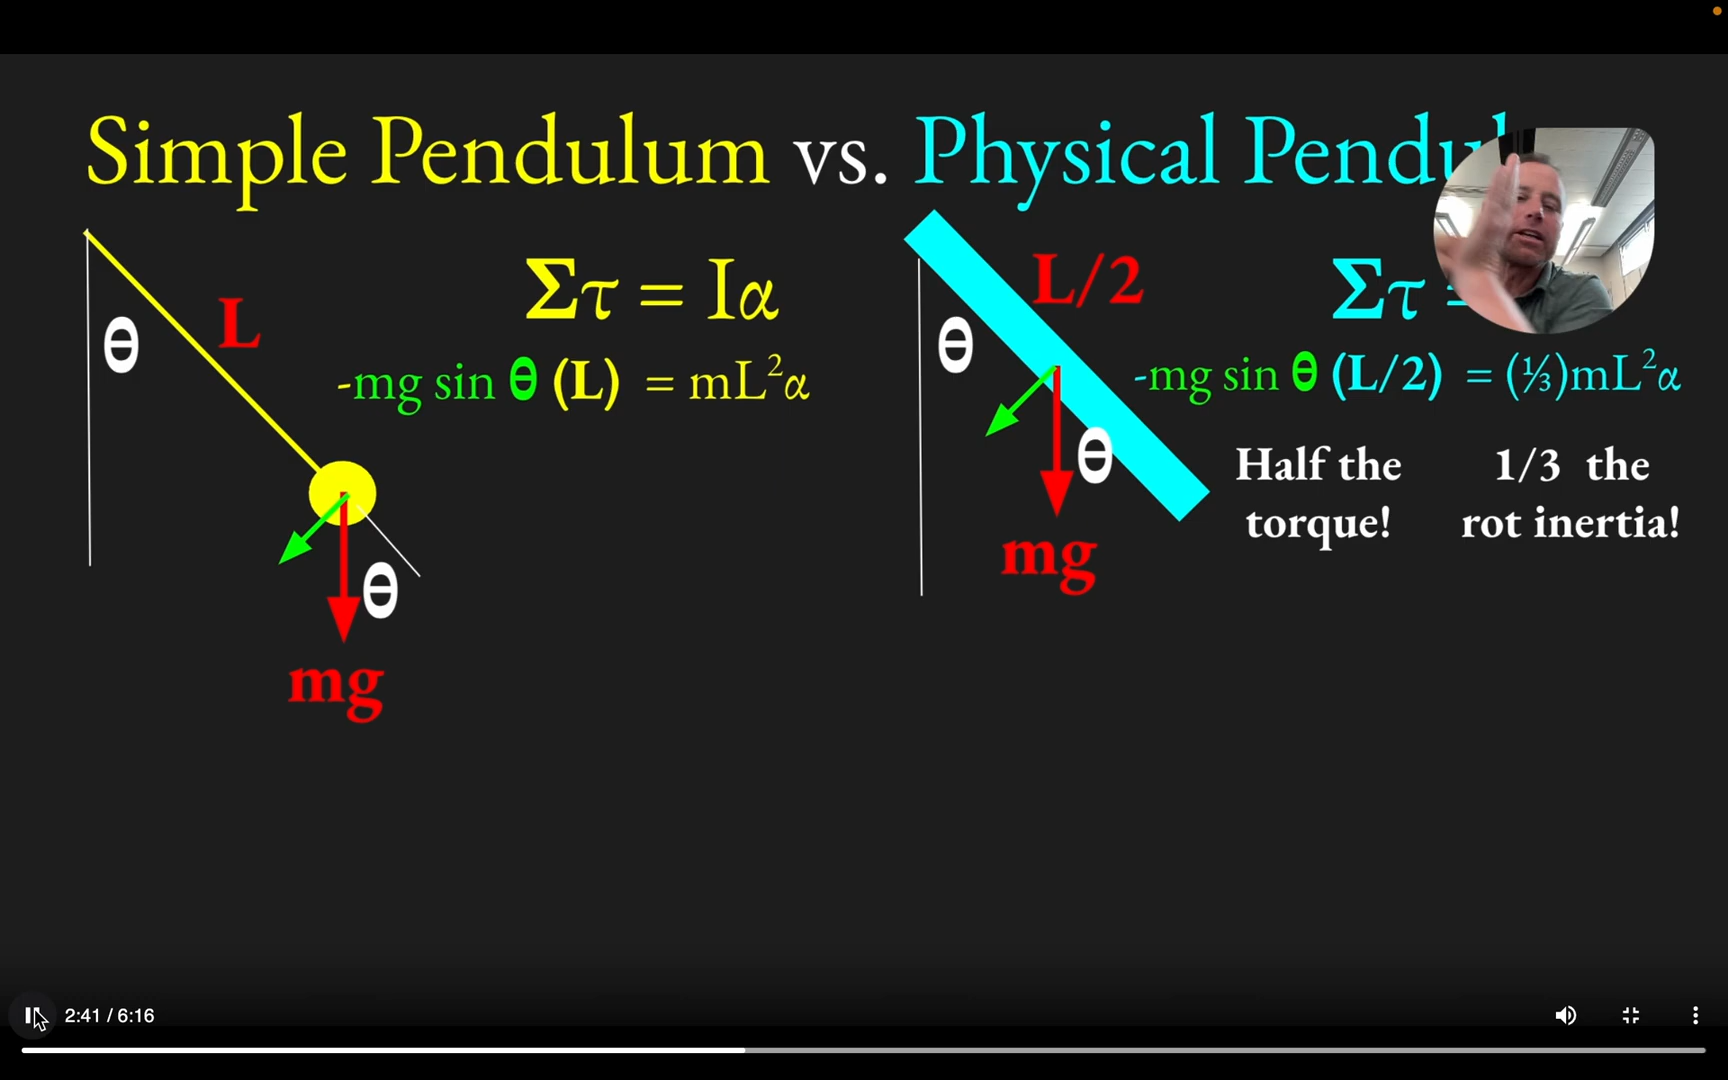 Simple Pendulum vs. Physical
Στ = Iα
L
θ
-mg sin θ (L) = mL²α
θ
mg
L/2
Στ
θ
-mg sin θ (L/2) = (⅓)mL²α
θ
mg
Half the
torque!
1/3 the
rot inertia!
2:41 / 6:16